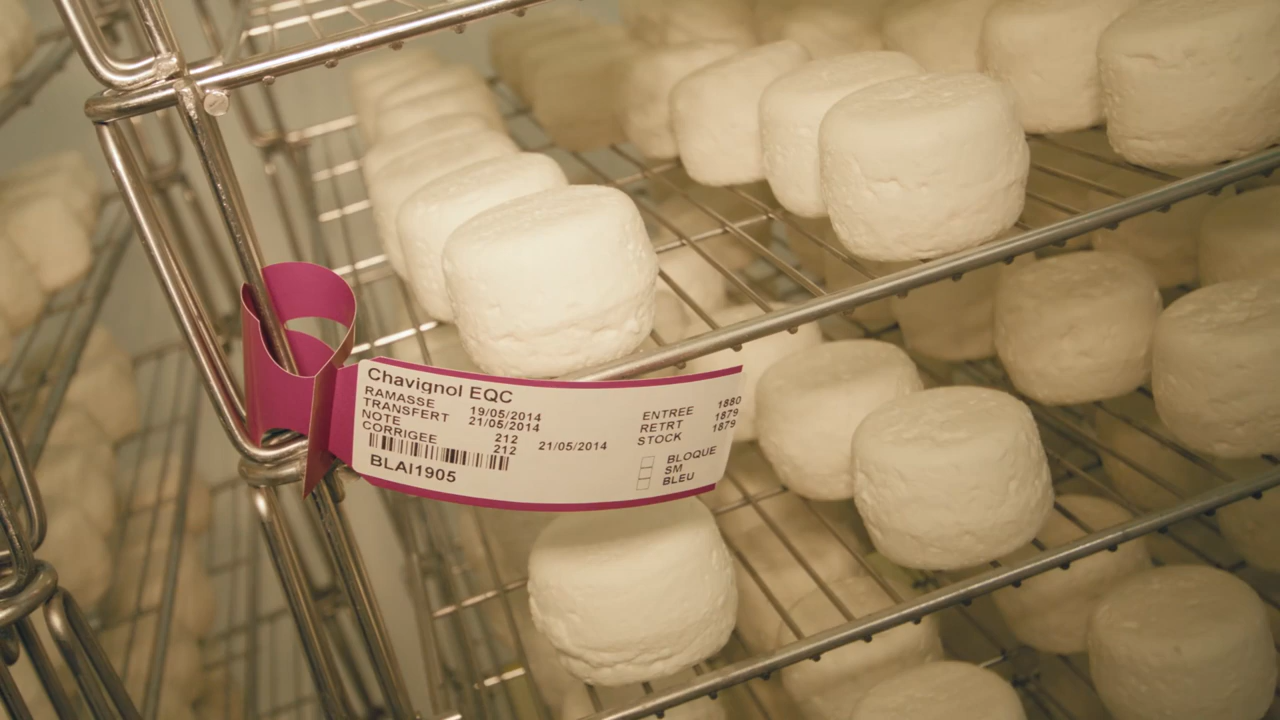 Chavignol EQC
RAMASSE 19/05/2014 ENTREE 1880
TRANSFERT 21/05/2014 RETRT 1879
NOTE 212 21/05/2014 STOCK 1879
CORRIGEE 212
BLOQUE
SM
BLEU
BLAI1905